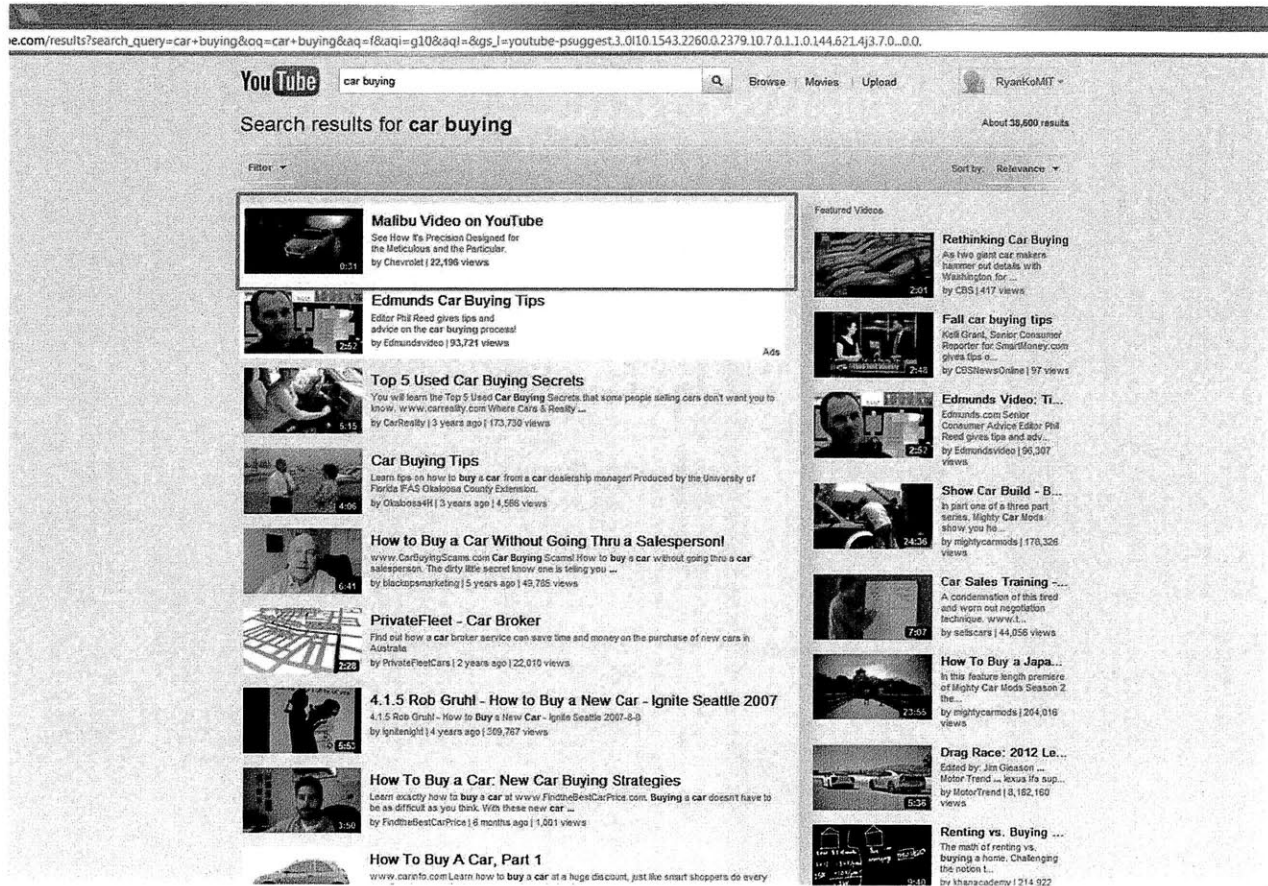 be.com/results?search_query=car+buying&oq=car+buying&aq=f&aqi=g10&aql=&gs_l=youtube-psuggest.3..0l10.1543.2260.0.2379.10.7.0.1.1.0.144.621.4j3.7.0...0.0.
YouTube
car buying
Browse | Movies | Upload
RyanKoMIT
Search results for car buying
About 38,600 results
Filter
Sort by: Relevance
Malibu Video on YouTube
See How It's Precision Designed for
the Meticulous and the Particular.
by Chevrolet | 22,196 views
0:31
Edmunds Car Buying Tips
Editor Phil Reed gives tips and
advice on the car buying process!
by Edmundsvideo | 93,721 views
2:52
Ads
Top 5 Used Car Buying Secrets
You will learn the Top 5 Used Car Buying Secrets that some people selling cars don't want you to
know. www.carreality.com Where Cars & Reality ...
by CarReality | 3 years ago | 173,730 views
5:15
Car Buying Tips
Learn tips on how to buy a car from a car dealership manager! Produced by the University of
Florida IFAS Okaloosa County Extension.
by Okaloosa4H | 3 years ago | 4,566 views
4:06
How to Buy a Car Without Going Thru a Salesperson!
www.CarBuyingScams.com Car Buying Scams! How to buy a car without going thru a car
salesperson. The dirty little secret know one is telling you ...
by blackopsmarketing | 5 years ago | 49,785 views
6:41
PrivateFleet - Car Broker
Find out how a car broker service can save time and money on the purchase of new cars in
Australia
by PrivateFleetCars | 2 years ago | 22,010 views
2:28
4.1.5 Rob Gruhl - How to Buy a New Car - Ignite Seattle 2007
4.1.5 Rob Gruhl - How to Buy a New Car - Ignite Seattle 2007-8-8
by ignitenight | 4 years ago | 309,767 views
5:53
How To Buy a Car: New Car Buying Strategies
Learn exactly how to buy a car at www.FindtheBestCarPrice.com. Buying a car doesn't have to
be as difficult as you think. With these new car ...
by FindtheBestCarPrice | 6 months ago | 1,001 views
3:50
How To Buy A Car, Part 1
www.carinfo.com Learn how to buy a car at a huge discount, just like smart shoppers do every
Featured Videos
Rethinking Car Buying
As two giant car makers
hammer out details with
Washington for ...
by CBS | 417 views
2:01
Fall car buying tips
Kelli Grant, Senior Consumer
Reporter for SmartMoney.com
gives tips o...
by CBSNewsOnline | 97 views
2:48
Edmunds Video: Ti...
Edmunds.com Senior
Consumer Advice Editor Phil
Reed gives tips and adv...
by Edmundsvideo | 96,307
views
2:52
Show Car Build - B...
In part one of a three part
series, Mighty Car Mods
show you ho...
by mightycarmods | 178,326
views
24:36
Car Sales Training -...
A condemnation of this tired
and worn out negotiation
technique. www.t...
by sellscars | 44,056 views
7:07
How To Buy a Japa...
In this feature length premiere
of Mighty Car Mods Season 2
the...
by mightycarmods | 204,016
views
23:55
Drag Race: 2012 Le...
Edited by: Jim Gleason ...
Motor Trend ... lexus lfa sup...
by MotorTrend | 8,182,160
views
5:36
Renting vs. Buying ...
The math of renting vs.
buying a home. Challenging
the notion t...
by khanacademy | 214,922
9:40